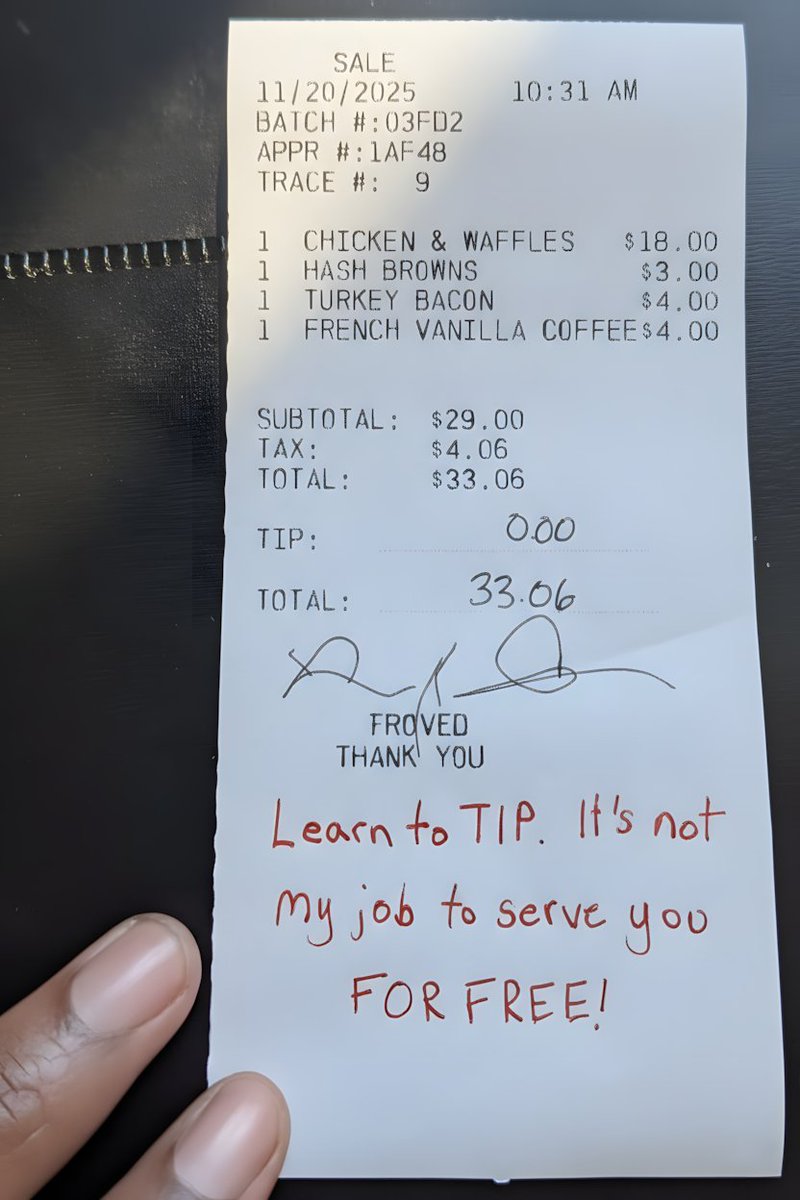 SALE
11/20/2025 10:31 AM
BATCH #:03FD2
APPR #:1AF48
TRACE #: 9
1 CHICKEN & WAFFLES $18.00
1 HASH BROWNS $3.00
1 TURKEY BACON $4.00
1 FRENCH VANILLA COFFEE $4.00
SUBTOTAL: $29.00
TAX: $4.06
TOTAL: $33.06
TIP: 0.00
TOTAL: 33.06
FROVED
THANK YOU
Learn to TIP. It's not
my job to serve you
FOR FREE!